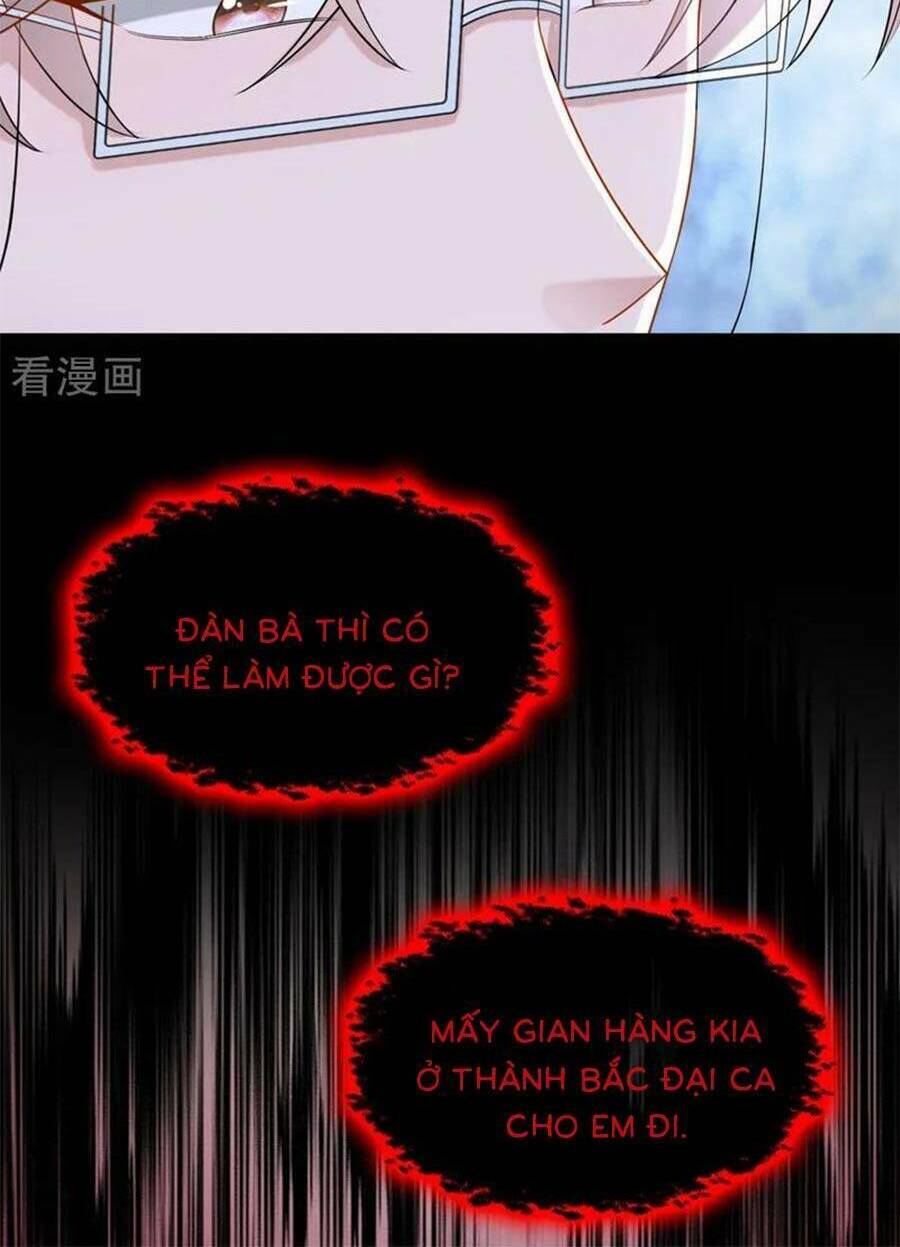 看漫画
ĐÀN BÀ THÌ CÓ
THỂ LÀM ĐƯỢC GÌ?
MẤY GIAN HÀNG KIA
Ở THÀNH BẮC ĐẠI CA
CHO EM ĐI.